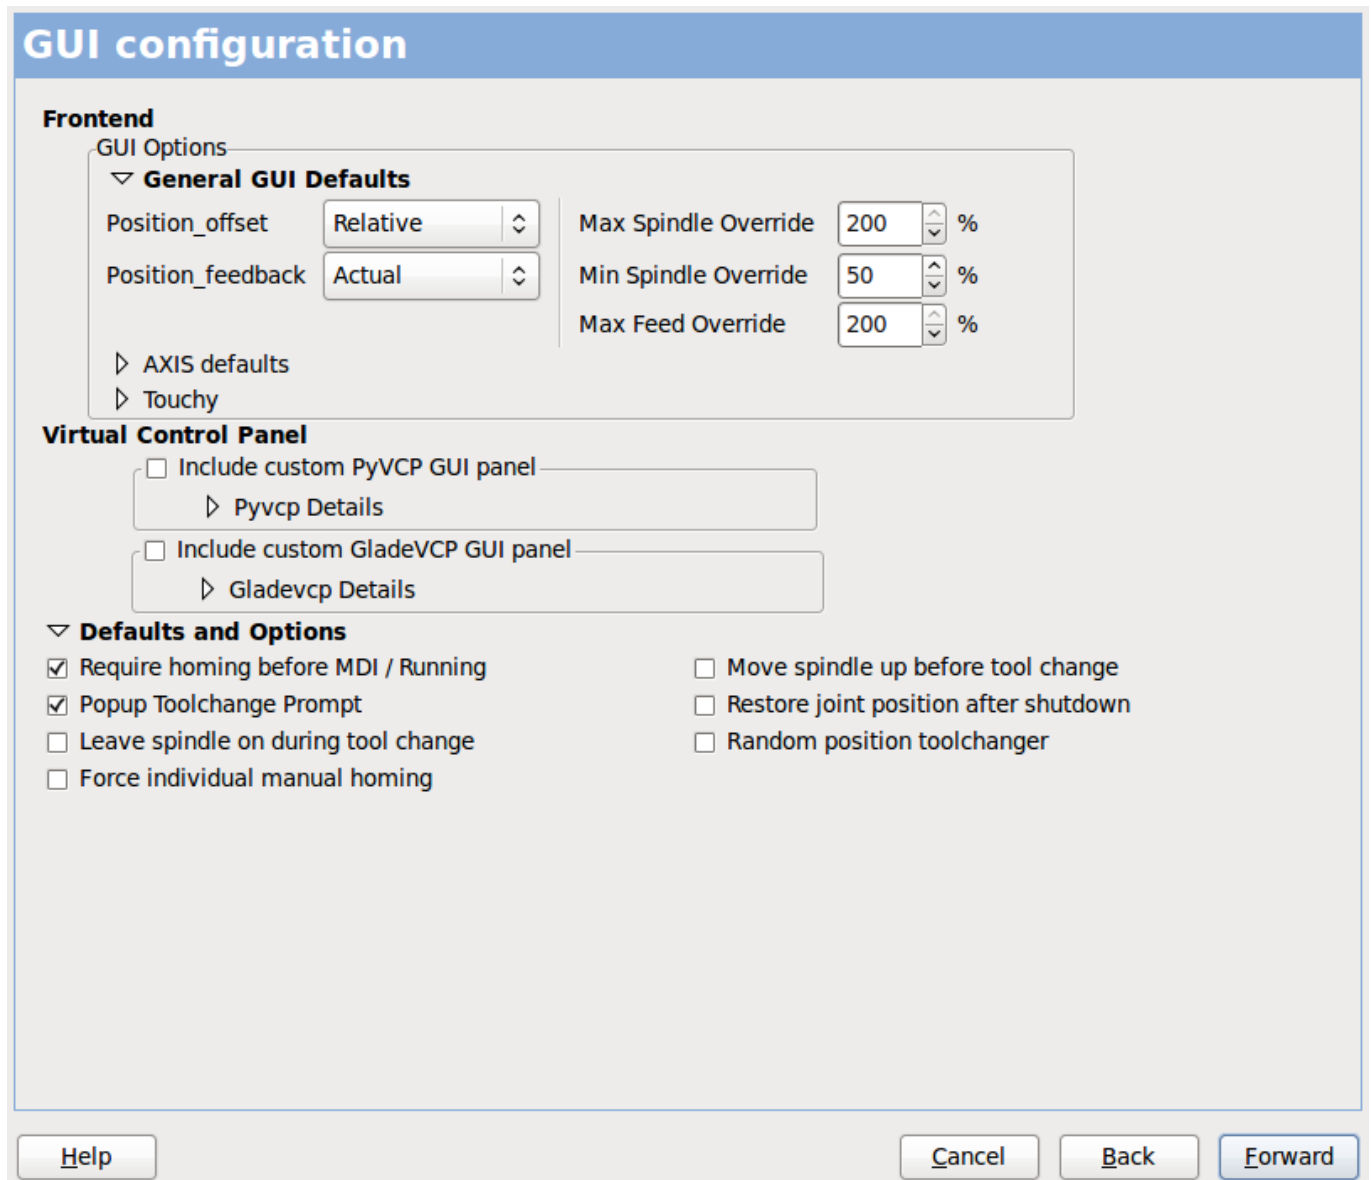 GUI configuration
Frontend
GUI Options
General GUI Defaults
Position_offset Relative Max Spindle Override 200 %
Position_feedback Actual Min Spindle Override 50 %
Max Feed Override 200 %
AXIS defaults
Touchy
Virtual Control Panel
Include custom PyVCP GUI panel
Pyvcp Details
Include custom GladeVCP GUI panel
Gladevcp Details
Defaults and Options
Require homing before MDI / Running Move spindle up before tool change
Popup Toolchange Prompt Restore joint position after shutdown
Leave spindle on during tool change Random position toolchanger
Force individual manual homing
Help Cancel Back Forward